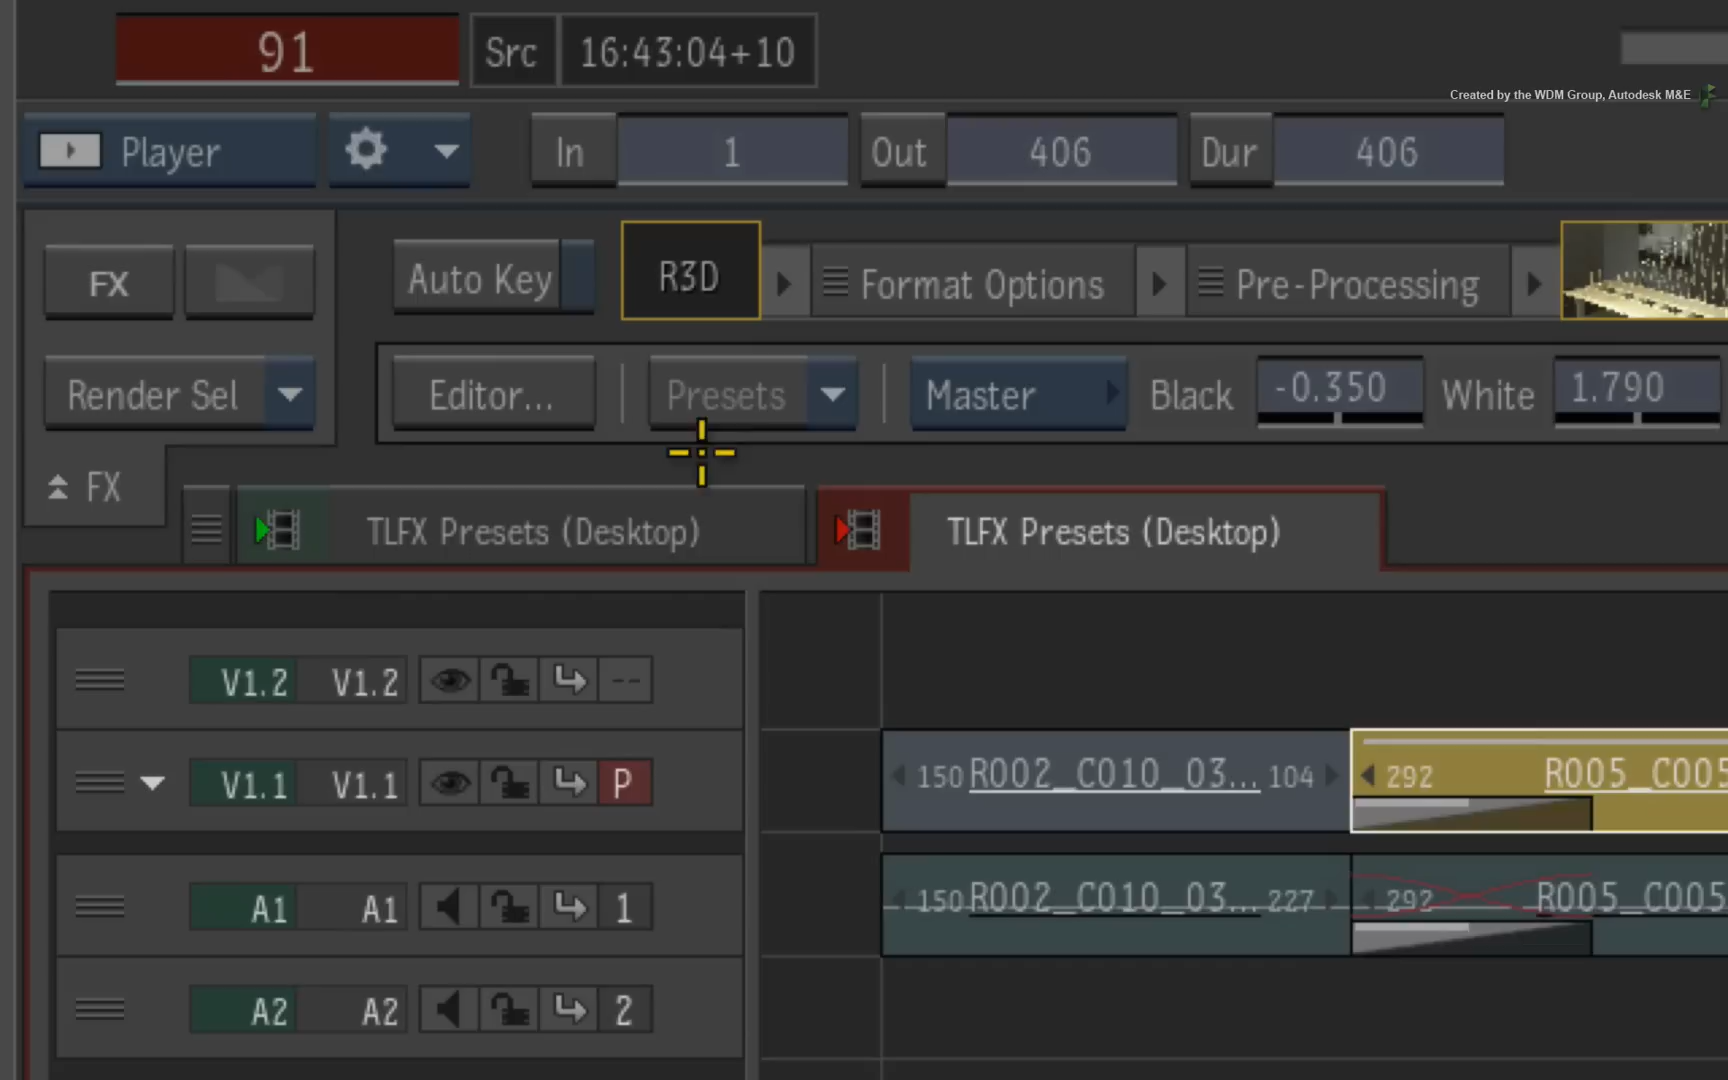 91 Src 16:43:04+10
Created by the WDM Group, Autodesk M&E
Player In 1 Out 406 Dur 406
FX Auto Key R3D Format Options Pre-Processing
Render Sel Editor... Presets Master Black -0.350 White 1.790
FX
TLFX Presets (Desktop) TLFX Presets (Desktop)
V1.2 V1.2 --
V1.1 V1.1 P 150 R002_C010_03... 104 292 R005_C005
A1 A1 1 150 R002_C010_03... 227 292 R005_C005
A2 A2 2